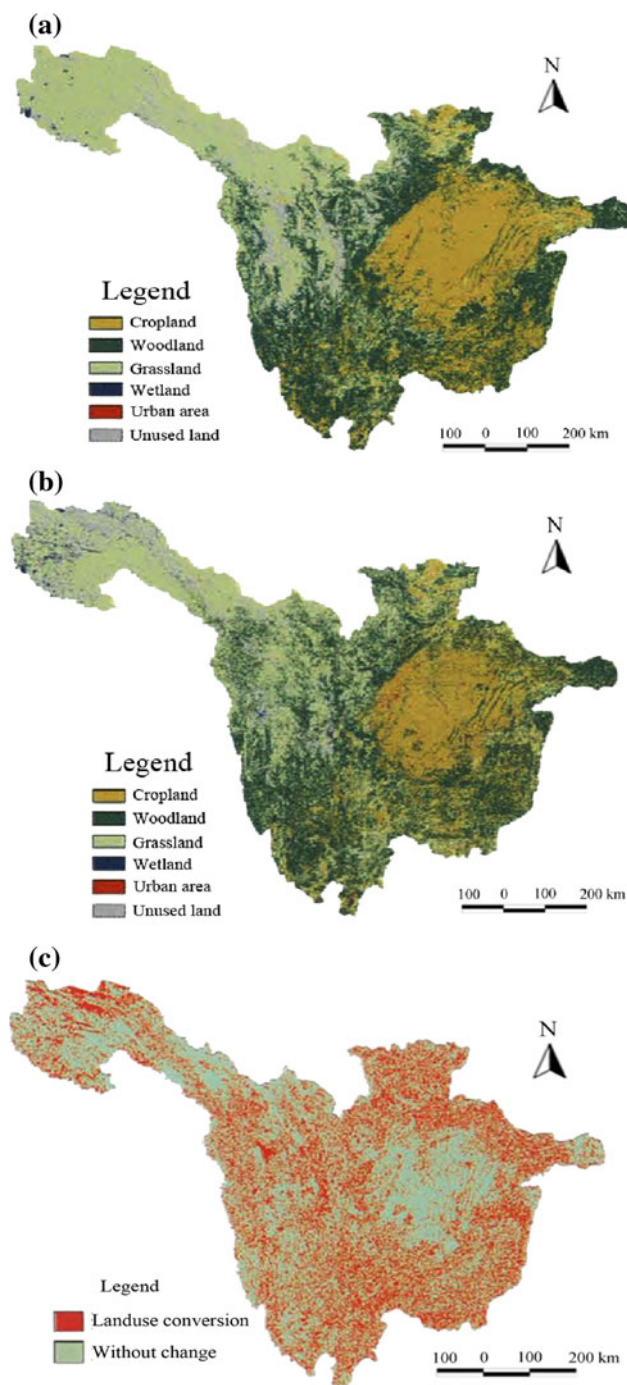 (a)
N
Legend
Cropland
Woodland
Grassland
Wetland
Urban area
Unused land
100 0 100 200 km
(b)
N
Legend
Cropland
Woodland
Grassland
Wetland
Urban area
Unused land
100 0 100 200 km
(c)
N
Legend
Landuse conversion
Without change
100 0 100 200 km